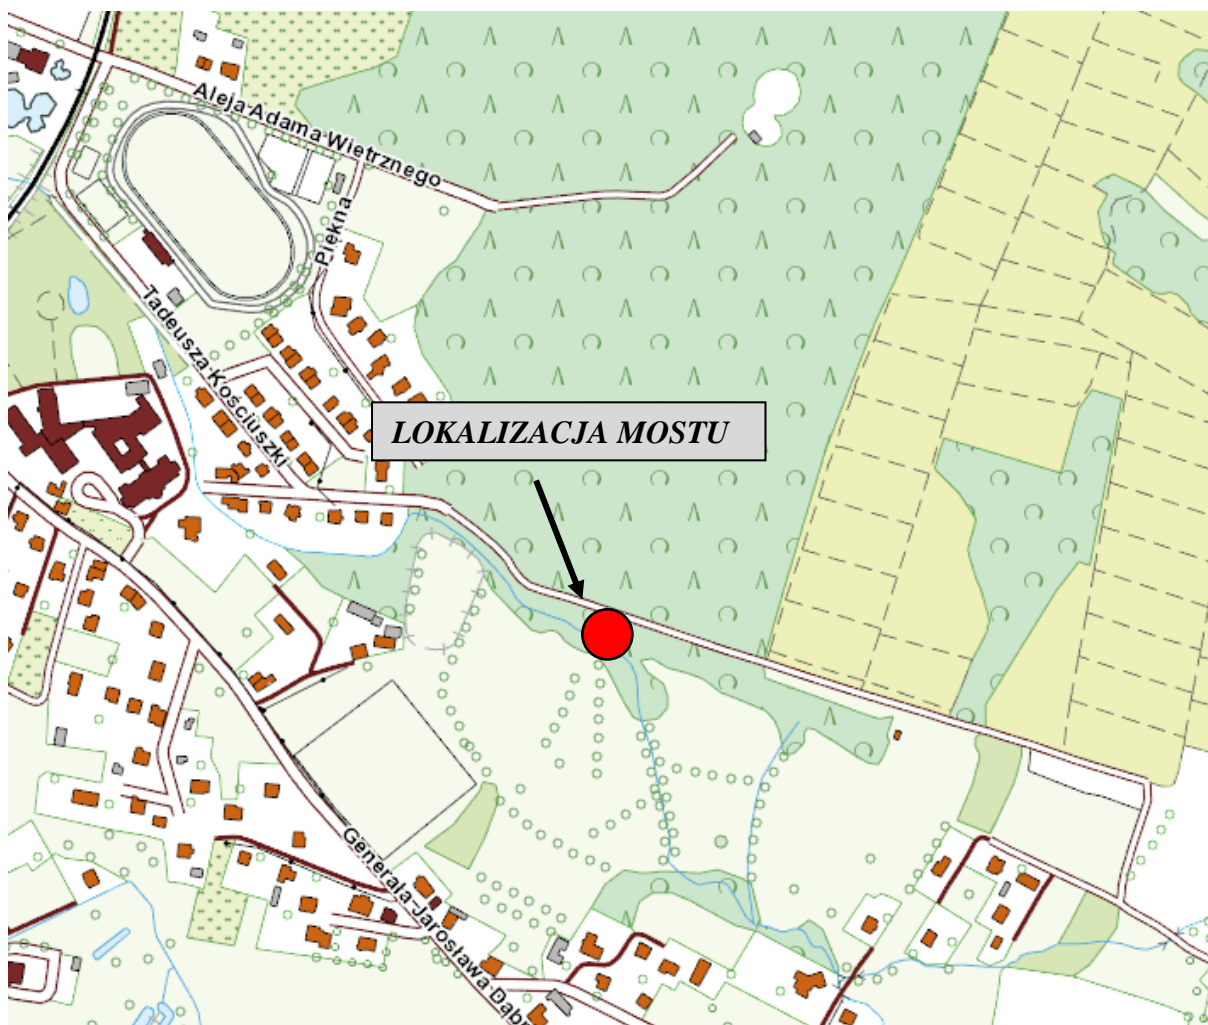 Aleja Adama Wietrznego
Piękna
Tadeusza Kościuszki
LOKALIZACJA MOSTU
Generała Jarosława Dąbr